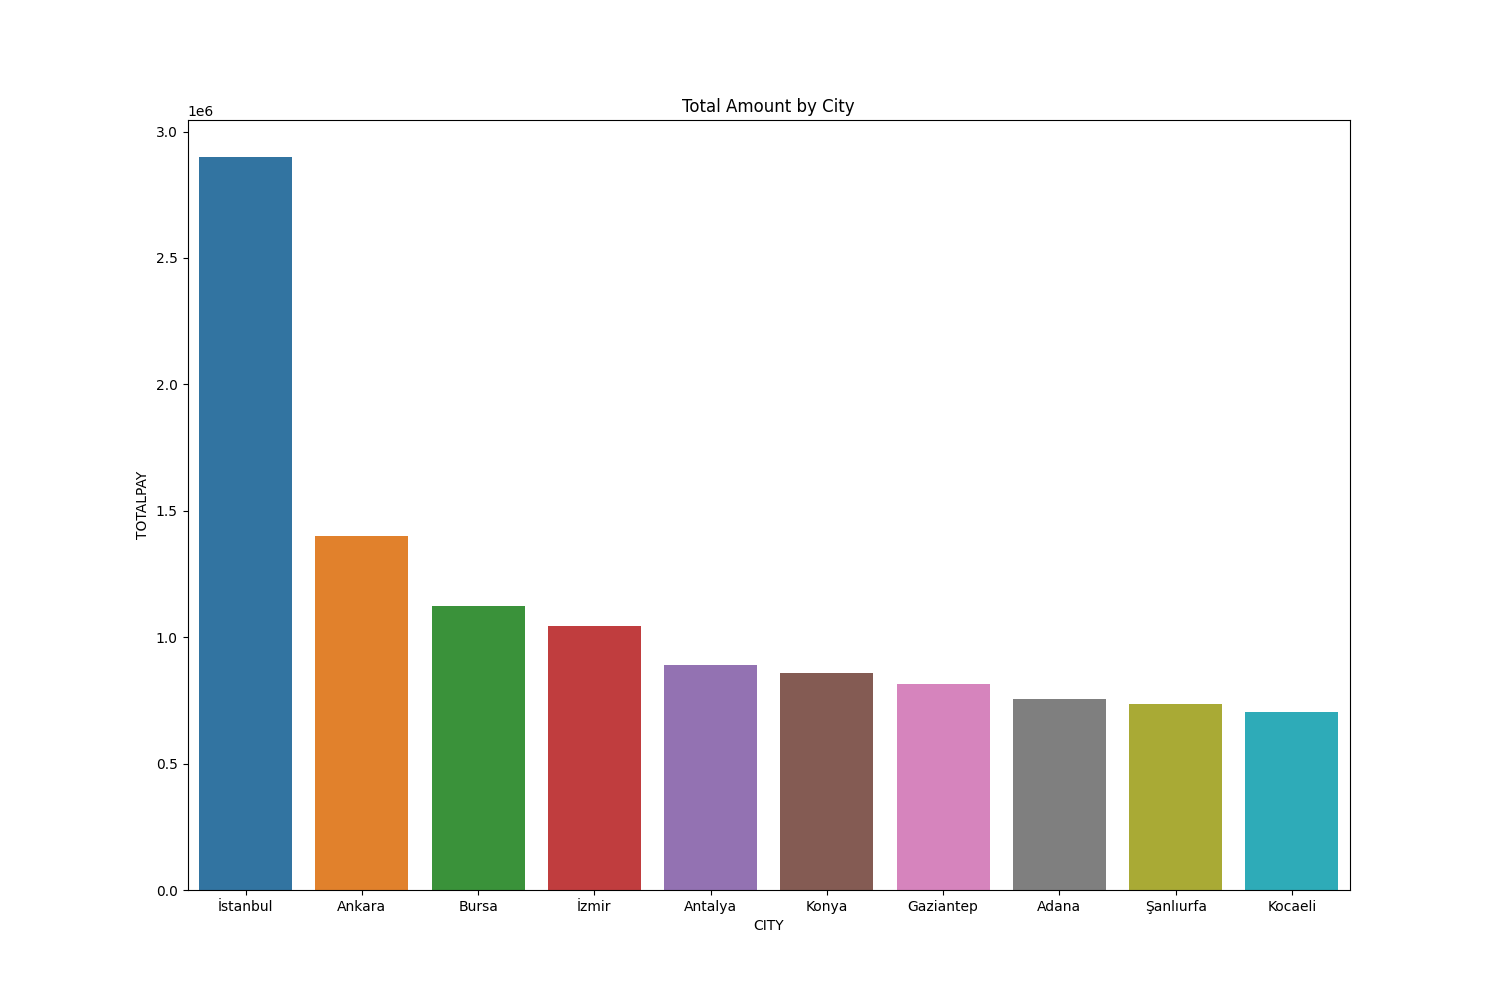 Total Amount by City
1e6
3.0
2.5
2.0
1.5
1.0
0.5
0.0
TOTALPAY
İstanbul Ankara Bursa İzmir Antalya Konya Gaziantep Adana Şanlıurfa Kocaeli
CITY